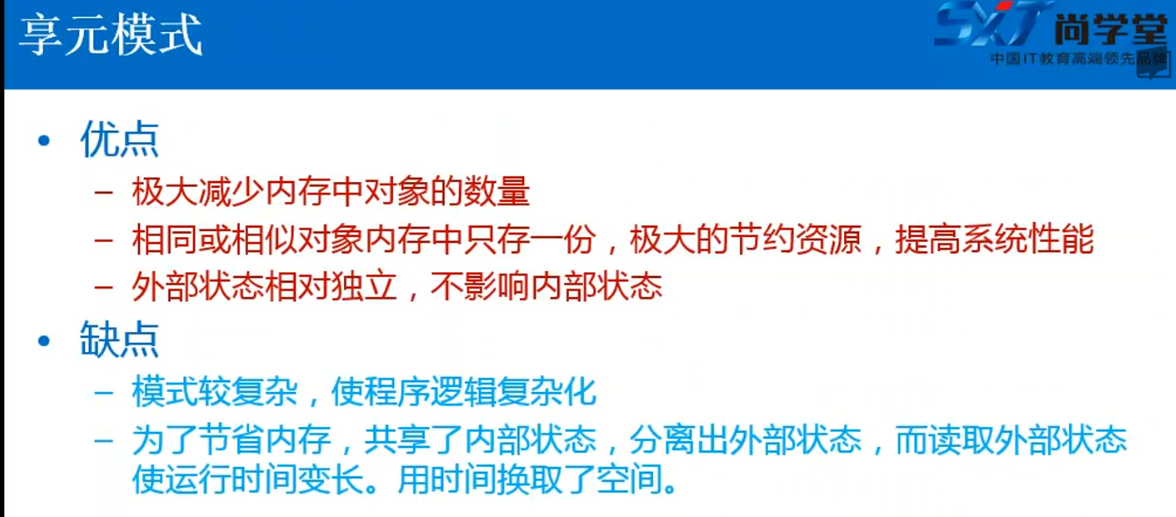 享元模式
SXT 尚学堂
中国IT教育高端领先品牌
• 优点
– 极大减少内存中对象的数量
– 相同或相似对象内存中只存一份，极大的节约资源，提高系统性能
– 外部状态相对独立，不影响内部状态
• 缺点
– 模式较复杂，使程序逻辑复杂化
– 为了节省内存，共享了内部状态，分离出外部状态，而读取外部状态
使运行时间变长。用时间换取了空间。